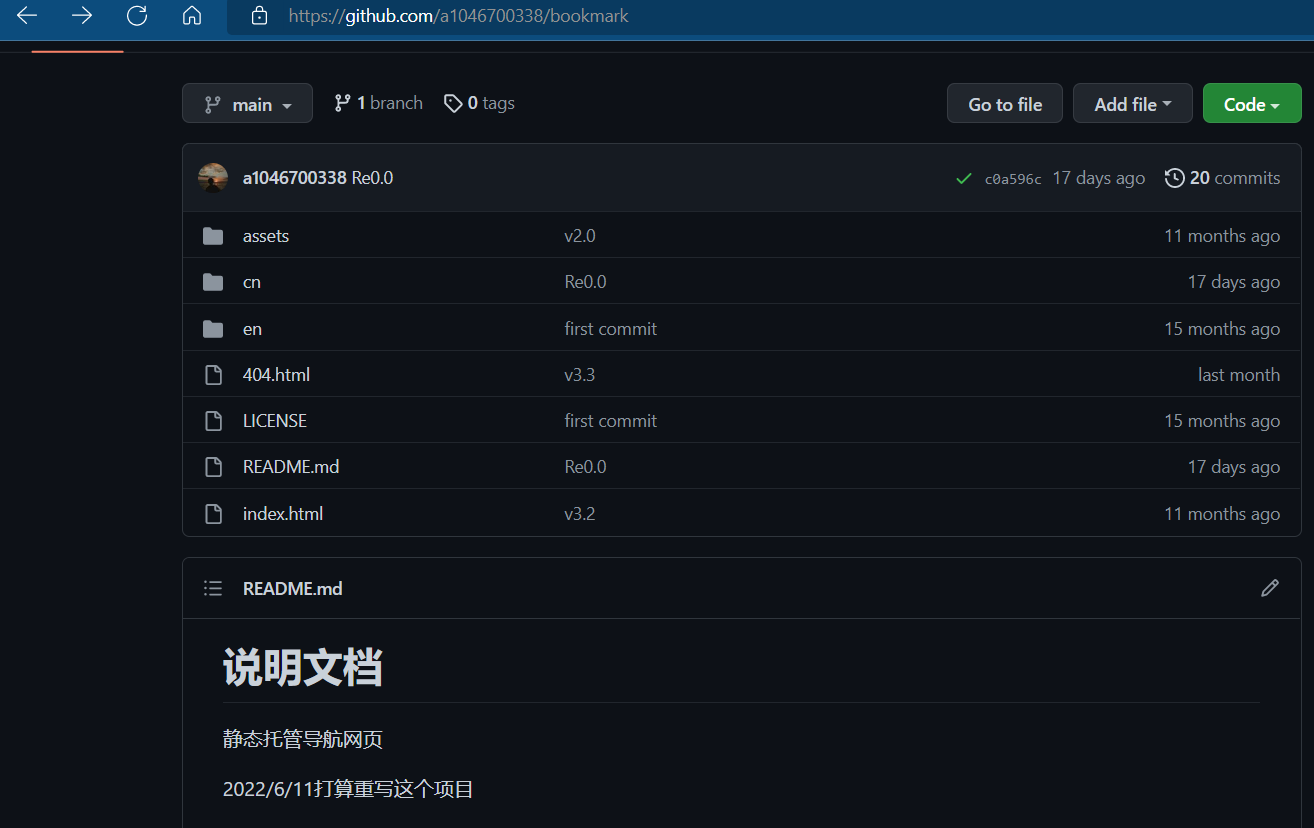 https://github.com/a1046700338/bookmark
main 1 branch 0 tags Go to file Add file Code
a1046700338 Re0.0 c0a596c 17 days ago 20 commits
assets v2.0 11 months ago
cn Re0.0 17 days ago
en first commit 15 months ago
404.html v3.3 last month
LICENSE first commit 15 months ago
README.md Re0.0 17 days ago
index.html v3.2 11 months ago
README.md
说明文档
静态托管导航网页
2022/6/11打算重写这个项目